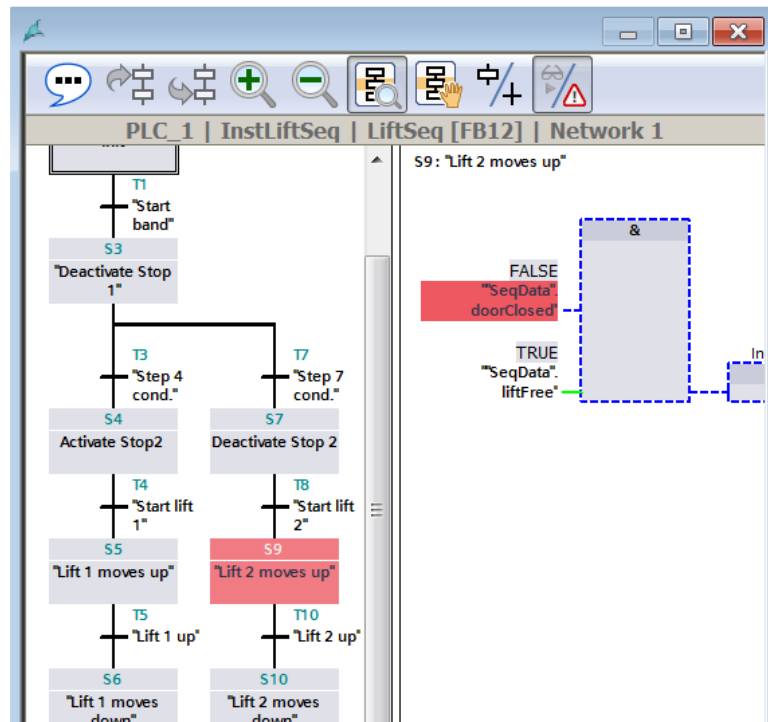 PLC_1 | InstLiftSeq | LiftSeq [FB12] | Network 1
T1
"Start
band"
S3
"Deactivate Stop
1"
T3
"Step 4
cond."
T7
"Step 7
cond."
S4
Activate Stop2
S7
Deactivate Stop 2
T4
"Start lift
1"
T8
"Start lift
2"
S5
"Lift 1 moves up"
S9
"Lift 2 moves up"
T5
"Lift 1 up"
T10
"Lift 2 up"
S6
"Lift 1 moves
down"
S10
"Lift 2 moves
down"
S9: "Lift 2 moves up"
&
FALSE
"'SeqData".
doorClosed"
TRUE
"'SeqData".
liftFree"
In